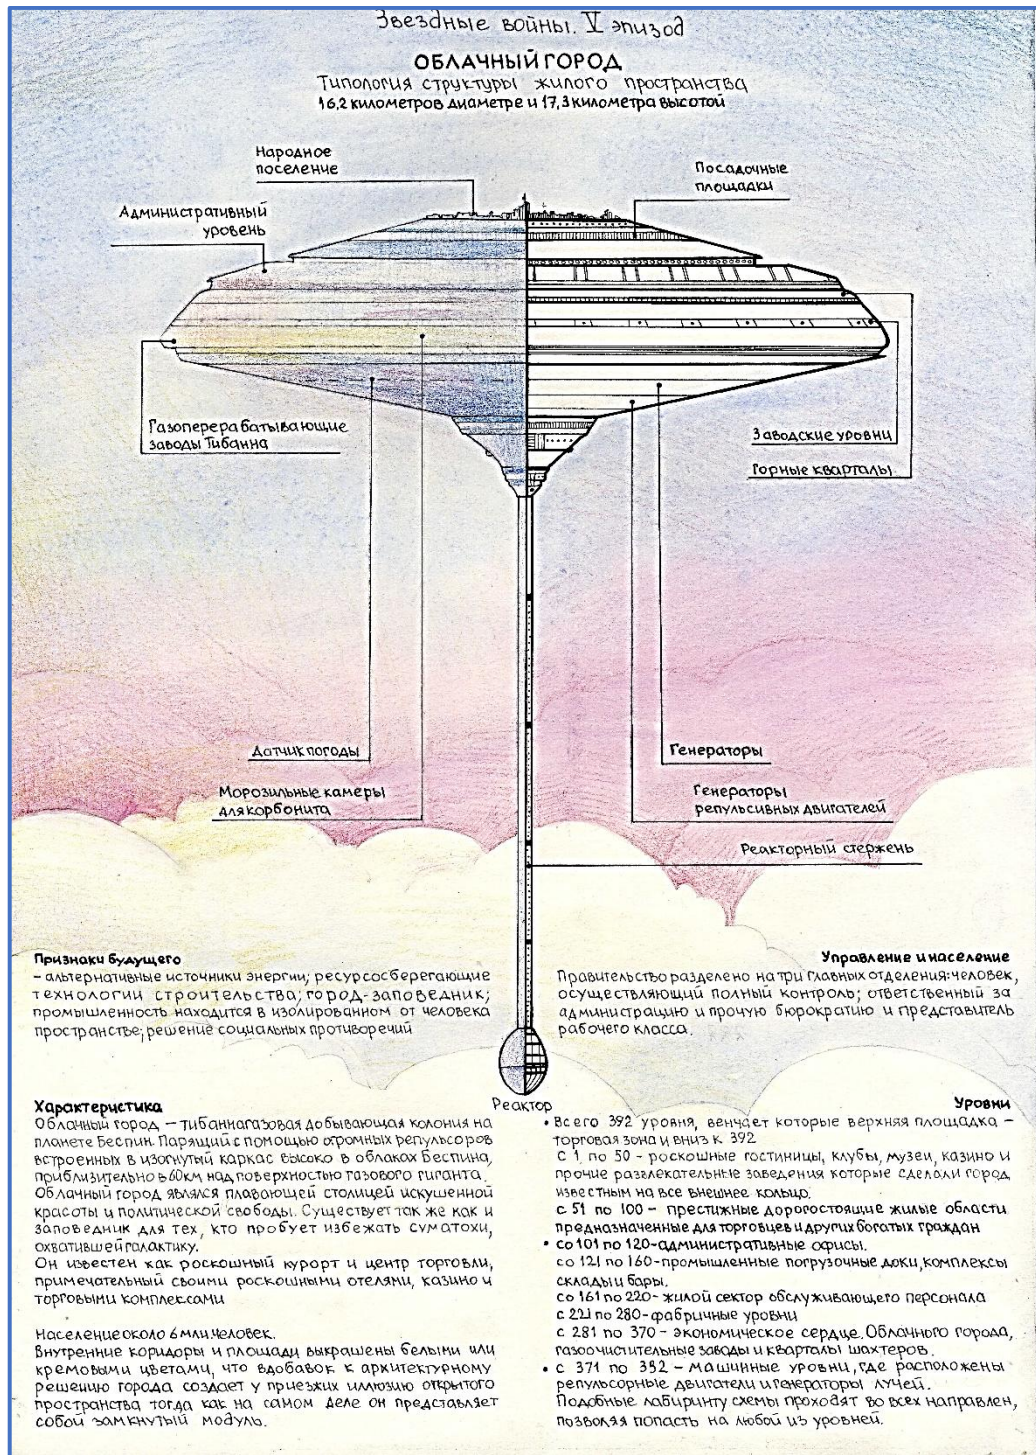 Звездные войны. V эпизод
ОБЛАЧНЫЙ ГОРОД
Типология структуры жилого пространства
16,2 километров диаметре и 17,3 километра высотой
Народное
поселенче
Посадочные
площадки
Административный
уровень
Газоперерабатывающие
заводы Тибанна
Заводские уровни
Горные кварталы
Датчик погоды
Генераторы
Морозильные камеры
для корбонита
Генераторы
репульсивных двигателей
Реакторный стержень
Признаки будущего
– альтернативные источники энергии; ресурсосберегающие
технологии строительства; город-заповедник;
промышленность находится в изолированном от человека
пространстве; решение социальных противоречий
Управление и население
Правительство разделено на три главных отделения: человек,
осуществляющий полный контроль; ответственный за
администрацию и прочую бюрократию и представитель
рабочего класса.
Реактор
Характеристика
Облачный город – тибаннагазовая добывающая колония на
планете Беспин. Парящий с помощью огромных репульсоров
встроенных в изогнутый каркас высоко в облаках Беспина,
приблизительно в 60км над поверхностью газового гиганта.
Облачный город являлся плавающей столицей искушенной
красоты и политической свободы. Существует так же как и
заповедник для тех, кто пробует избежать суматохи,
охватившей галактику.
Он известен как роскошный курорт и центр торговли,
примечательный своими роскошными отелями, казино и
торговыми комплексами
Население около 6 млн.человек.
Внутренние коридоры и площади выкрашены белыми или
кремовыми цветами, что вдобавок к архитектурному
решению города создает у приезжих иллюзию открытого
пространства тогда как на самом деле он представляет
собой замкнутый модуль.
Уровни
• Всего 392 уровня, венчает которые верхняя площадка –
торговая зона и вниз к 392
с 1 по 50 – роскошные гостиницы, клубы, музеи, казино и
прочие развлекательные заведения которые сделали город
известным на все внешнее кольцо.
с 51 по 100 – престижные дорогостоящие жилые области
предназначенные для торговцев и других богатых граждан
• со 101 по 120-административные офисы.
со 121 по 160-промышленные погрузочные доки, комплексы
склады и бары.
со 161 по 220-жилой сектор обслуживающего персонала
с 221 по 280-фабричные уровни
с 281 по 370 – экономическое сердце. Облачного города,
газоочистительные заводы и кварталы шахтеров.
• с 371 по 392 – машинные уровни, где расположены
репульсорные двигатели и генераторы лучей.
Подобные лабиринту схемы проходят во всех направлен,
позволяя попасть на любой из уровней.